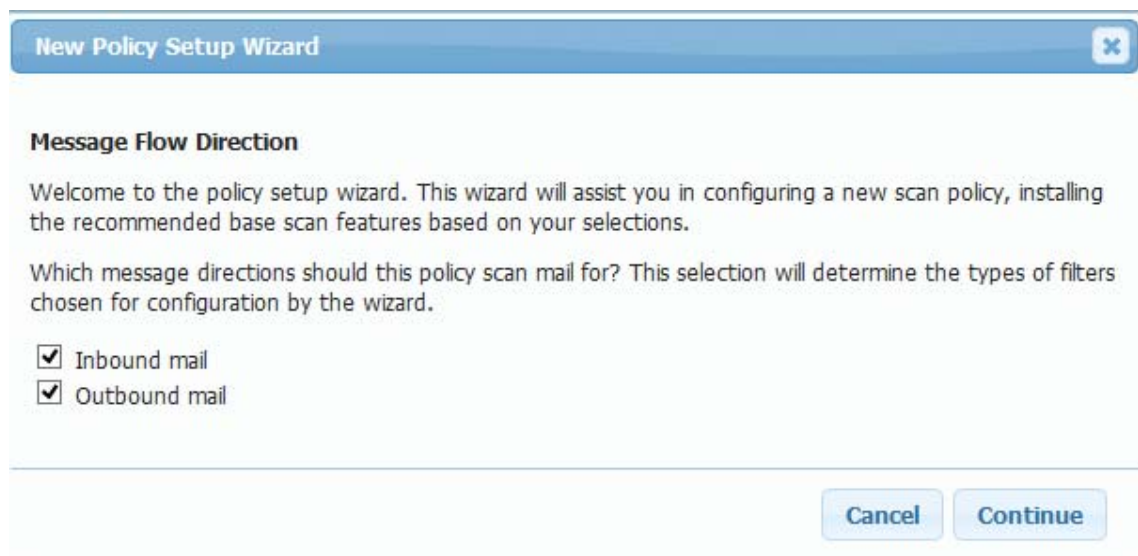 New Policy Setup Wizard
Message Flow Direction
Welcome to the policy setup wizard. This wizard will assist you in configuring a new scan policy, installing
the recommended base scan features based on your selections.
Which message directions should this policy scan mail for? This selection will determine the types of filters
chosen for configuration by the wizard.
Inbound mail
Outbound mail
Cancel
Continue